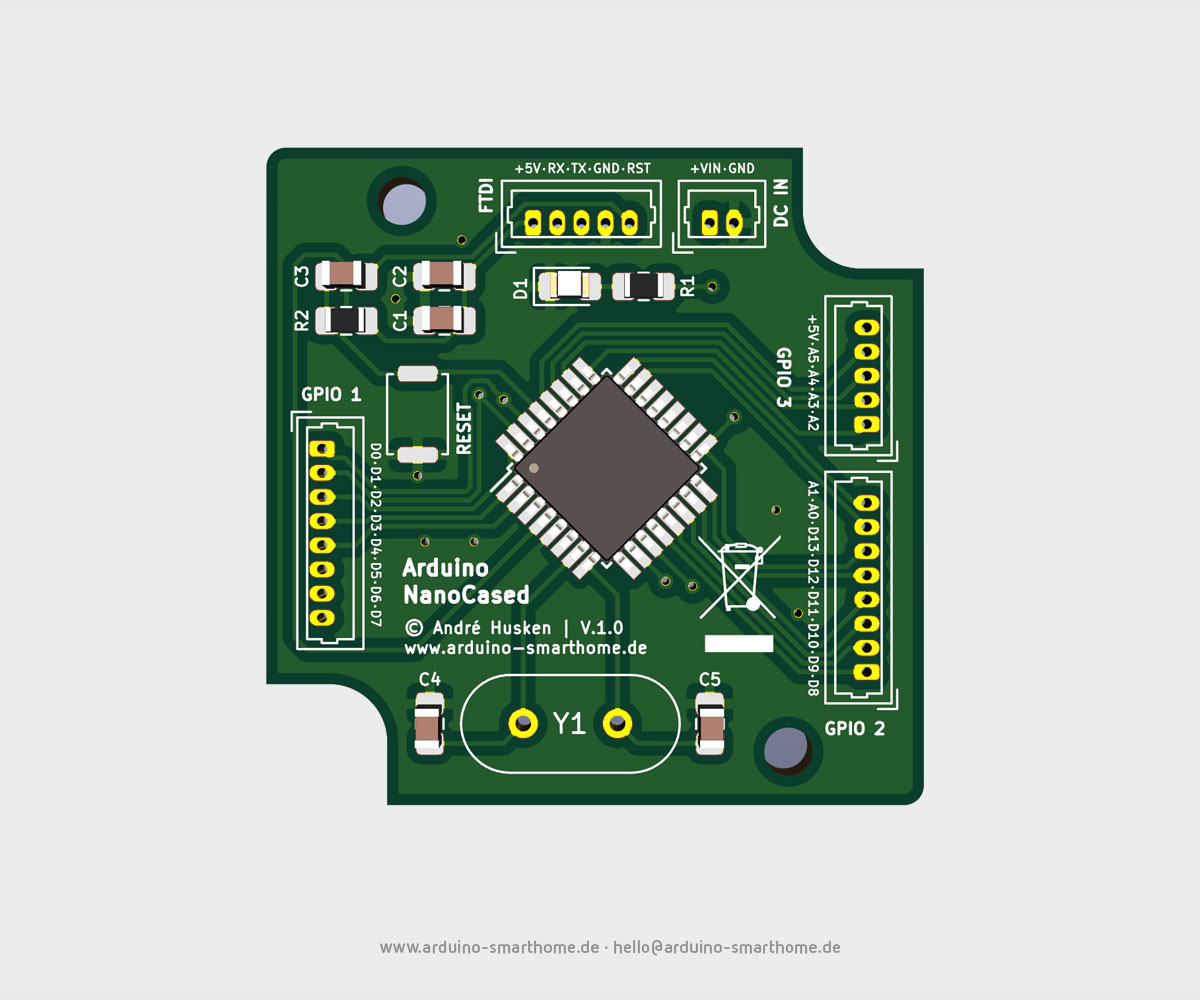 +5V·RX·TX·GND·RST
+VIN·GND
FTDI
DC IN
C3
C2
D1
R1
R2
C1
+5V·A5·A4·A3·A2
GPIO 3
GPIO 1
RESET
D0·D1·D2·D3·D4·D5·D6·D7
A1·A0·D13·D12·D11·D10·D9·D8
Arduino
NanoCased
© André Husken | V.1.0
www.arduino-smarthome.de
C4
C5
Y1
GPIO 2
www.arduino-smarthome.de · hello@arduino-smarthome.de